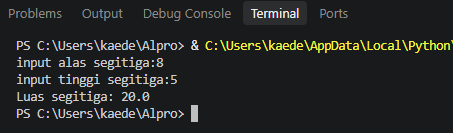 Problems Output Debug Console Terminal Ports
PS C:\Users\kaede\Alpro> & C:\Users\kaede\AppData\Local\Python\
input alas segitiga:8
input tinggi segitiga:5
Luas segitiga: 20.0
PS C:\Users\kaede\Alpro>